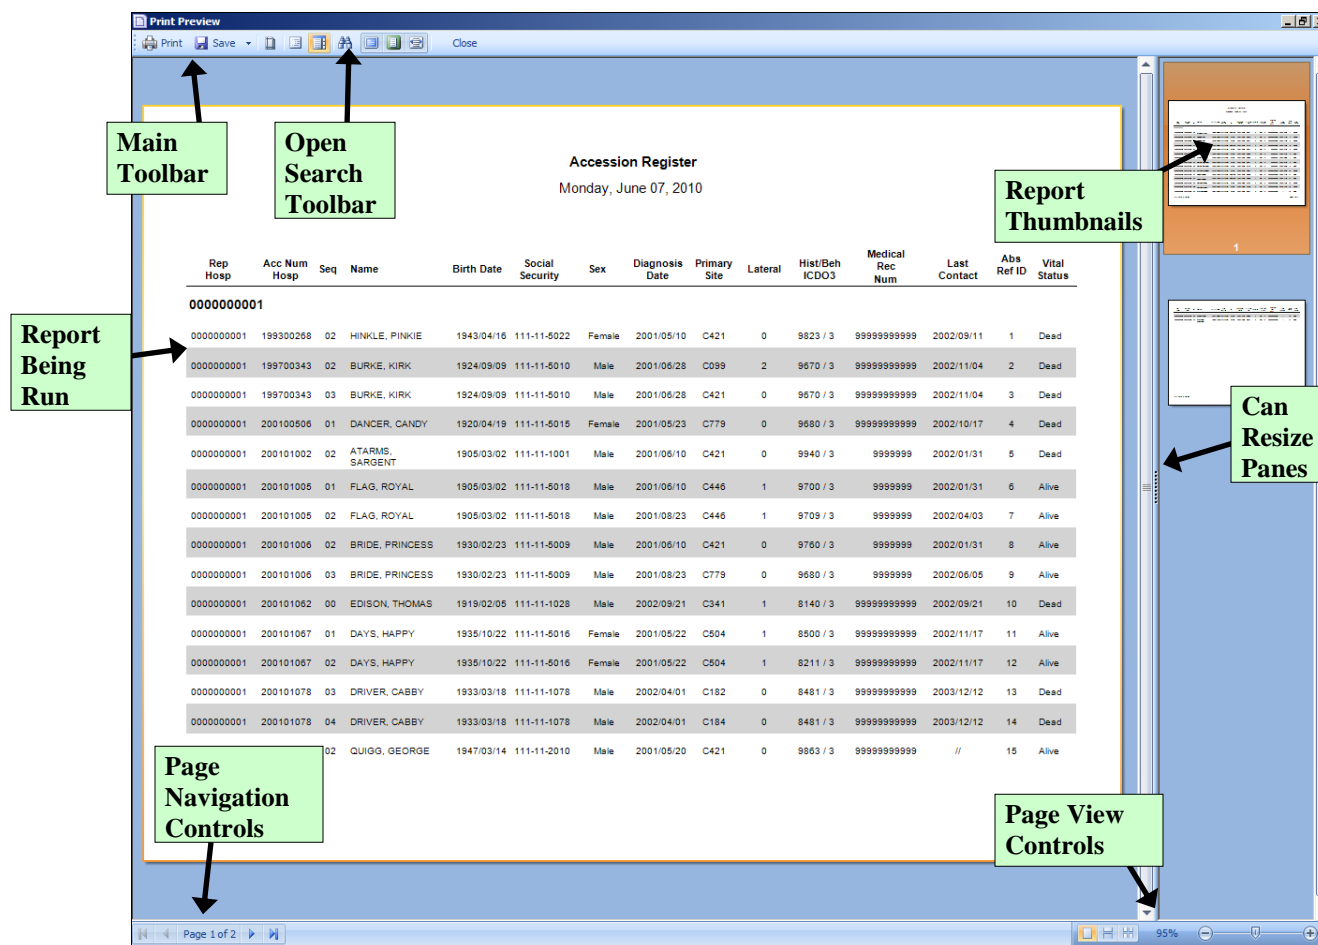 Print Preview
Print Save Close
Main
Toolbar
Open
Search
Toolbar
Accession Register
Monday, June 07, 2010
Report
Thumbnails
1
Rep Hosp Acc Num Hosp Seq Name Birth Date Social Security Sex Diagnosis Date Primary Site Lateral Hist/Beh ICDO3 Medical Rec Num Last Contact Abs Ref ID Vital Status
0000000001
Report
Being
Run
0000000001 199300268 02 HINKLE, PINKIE 1943/04/16 111-11-5022 Female 2001/05/10 C421 0 9823 / 3 99999999999 2002/09/11 1 Dead
0000000001 199700343 02 BURKE, KIRK 1924/09/09 111-11-5010 Male 2001/06/28 C099 2 9670 / 3 99999999999 2002/11/04 2 Dead
0000000001 199700343 03 BURKE, KIRK 1924/09/09 111-11-5010 Male 2001/06/28 C421 0 9670 / 3 99999999999 2002/11/04 3 Dead
0000000001 200100506 01 DANCER, CANDY 1920/04/19 111-11-5015 Female 2001/05/23 C779 0 9680 / 3 99999999999 2002/10/17 4 Dead
0000000001 201001002 02 ATARMS, SARGENT 1905/03/02 111-11-1001 Male 2001/06/10 C421 0 9940 / 3 9999999 2002/01/31 5 Dead
0000000001 200101005 01 FLAG, ROYAL 1905/03/02 111-11-5018 Male 2001/06/10 C446 1 9700 / 3 9999999 2002/01/31 6 Alive
0000000001 200101005 02 FLAG, ROYAL 1905/03/02 111-11-5018 Male 2001/08/23 C446 1 9709 / 3 9999999 2002/04/03 7 Alive
0000000001 200101006 02 BRIDE, PRINCESS 1930/02/23 111-11-5009 Male 2001/06/10 C421 0 9760 / 3 9999999 2002/01/31 8 Alive
0000000001 200101006 03 BRIDE, PRINCESS 1930/02/23 111-11-5009 Male 2001/08/23 C779 0 9680 / 3 9999999 2002/06/05 9 Alive
0000000001 200101062 00 EDISON, THOMAS 1919/02/05 111-11-1028 Male 2002/09/21 C341 1 8140 / 3 99999999999 2002/09/21 10 Dead
0000000001 200101067 01 DAYS, HAPPY 1935/10/22 111-11-5016 Female 2001/05/22 C504 1 8500 / 3 99999999999 2002/11/17 11 Alive
0000000001 200101067 02 DAYS, HAPPY 1935/10/22 111-11-5016 Female 2001/05/22 C504 1 8211 / 3 99999999999 2002/11/17 12 Alive
0000000001 200101078 03 DRIVER, CABBY 1933/03/18 111-11-1078 Male 2002/04/01 C182 0 8481 / 3 99999999999 2003/12/12 13 Dead
0000000001 200101078 04 DRIVER, CABBY 1933/03/18 111-11-1078 Male 2002/04/01 C184 0 8481 / 3 99999999999 2003/12/12 14 Dead
02 QUIGG, GEORGE 1947/03/14 111-11-2010 Male 2001/05/20 C421 0 9863 / 3 99999999999 // 15 Alive
Can
Resize
Panes
Page
Navigation
Controls
Page View
Controls
Page 1 of 2
95%